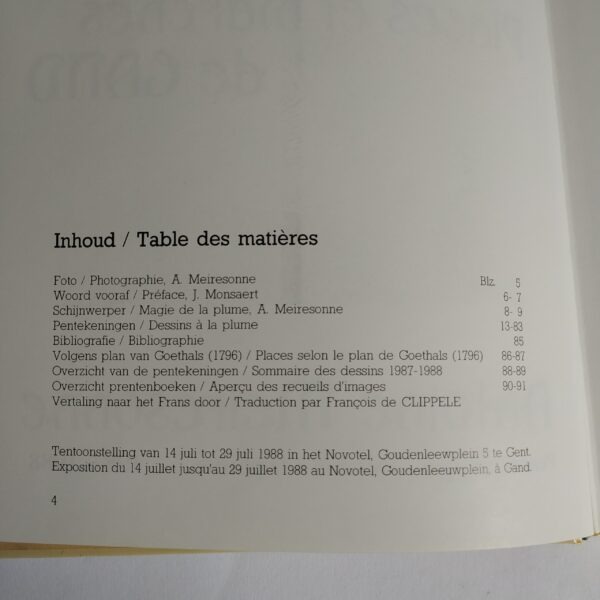 Inhoud / Table des matières
Foto / Photographie, A. Meiresonne Blz. 5
Woord vooraf / Préface, J. Monsaert 6- 7
Schijnwerper / Magie de la plume, A. Meiresonne 8- 9
Pentekeningen / Dessins à la plume 13-83
Bibliografie / Bibliographie 85
Volgens plan van Goethals (1796) / Places selon le plan de Goethals (1796) 86-87
Overzicht van de pentekeningen / Sommaire des dessins 1987-1988 88-89
Overzicht prentenboeken / Aperçu des recueils d'images 90-91
Vertaling naar het Frans door / Traduction par François de CLIPPELE
Tentoonstelling van 14 juli tot 29 juli 1988 in het Novotel, Goudenleewplein 5 te Gent.
Exposition du 14 juillet jusqu'au 29 juillet 1988 au Novotel, Goudenleeuwplein, à Gand.
4